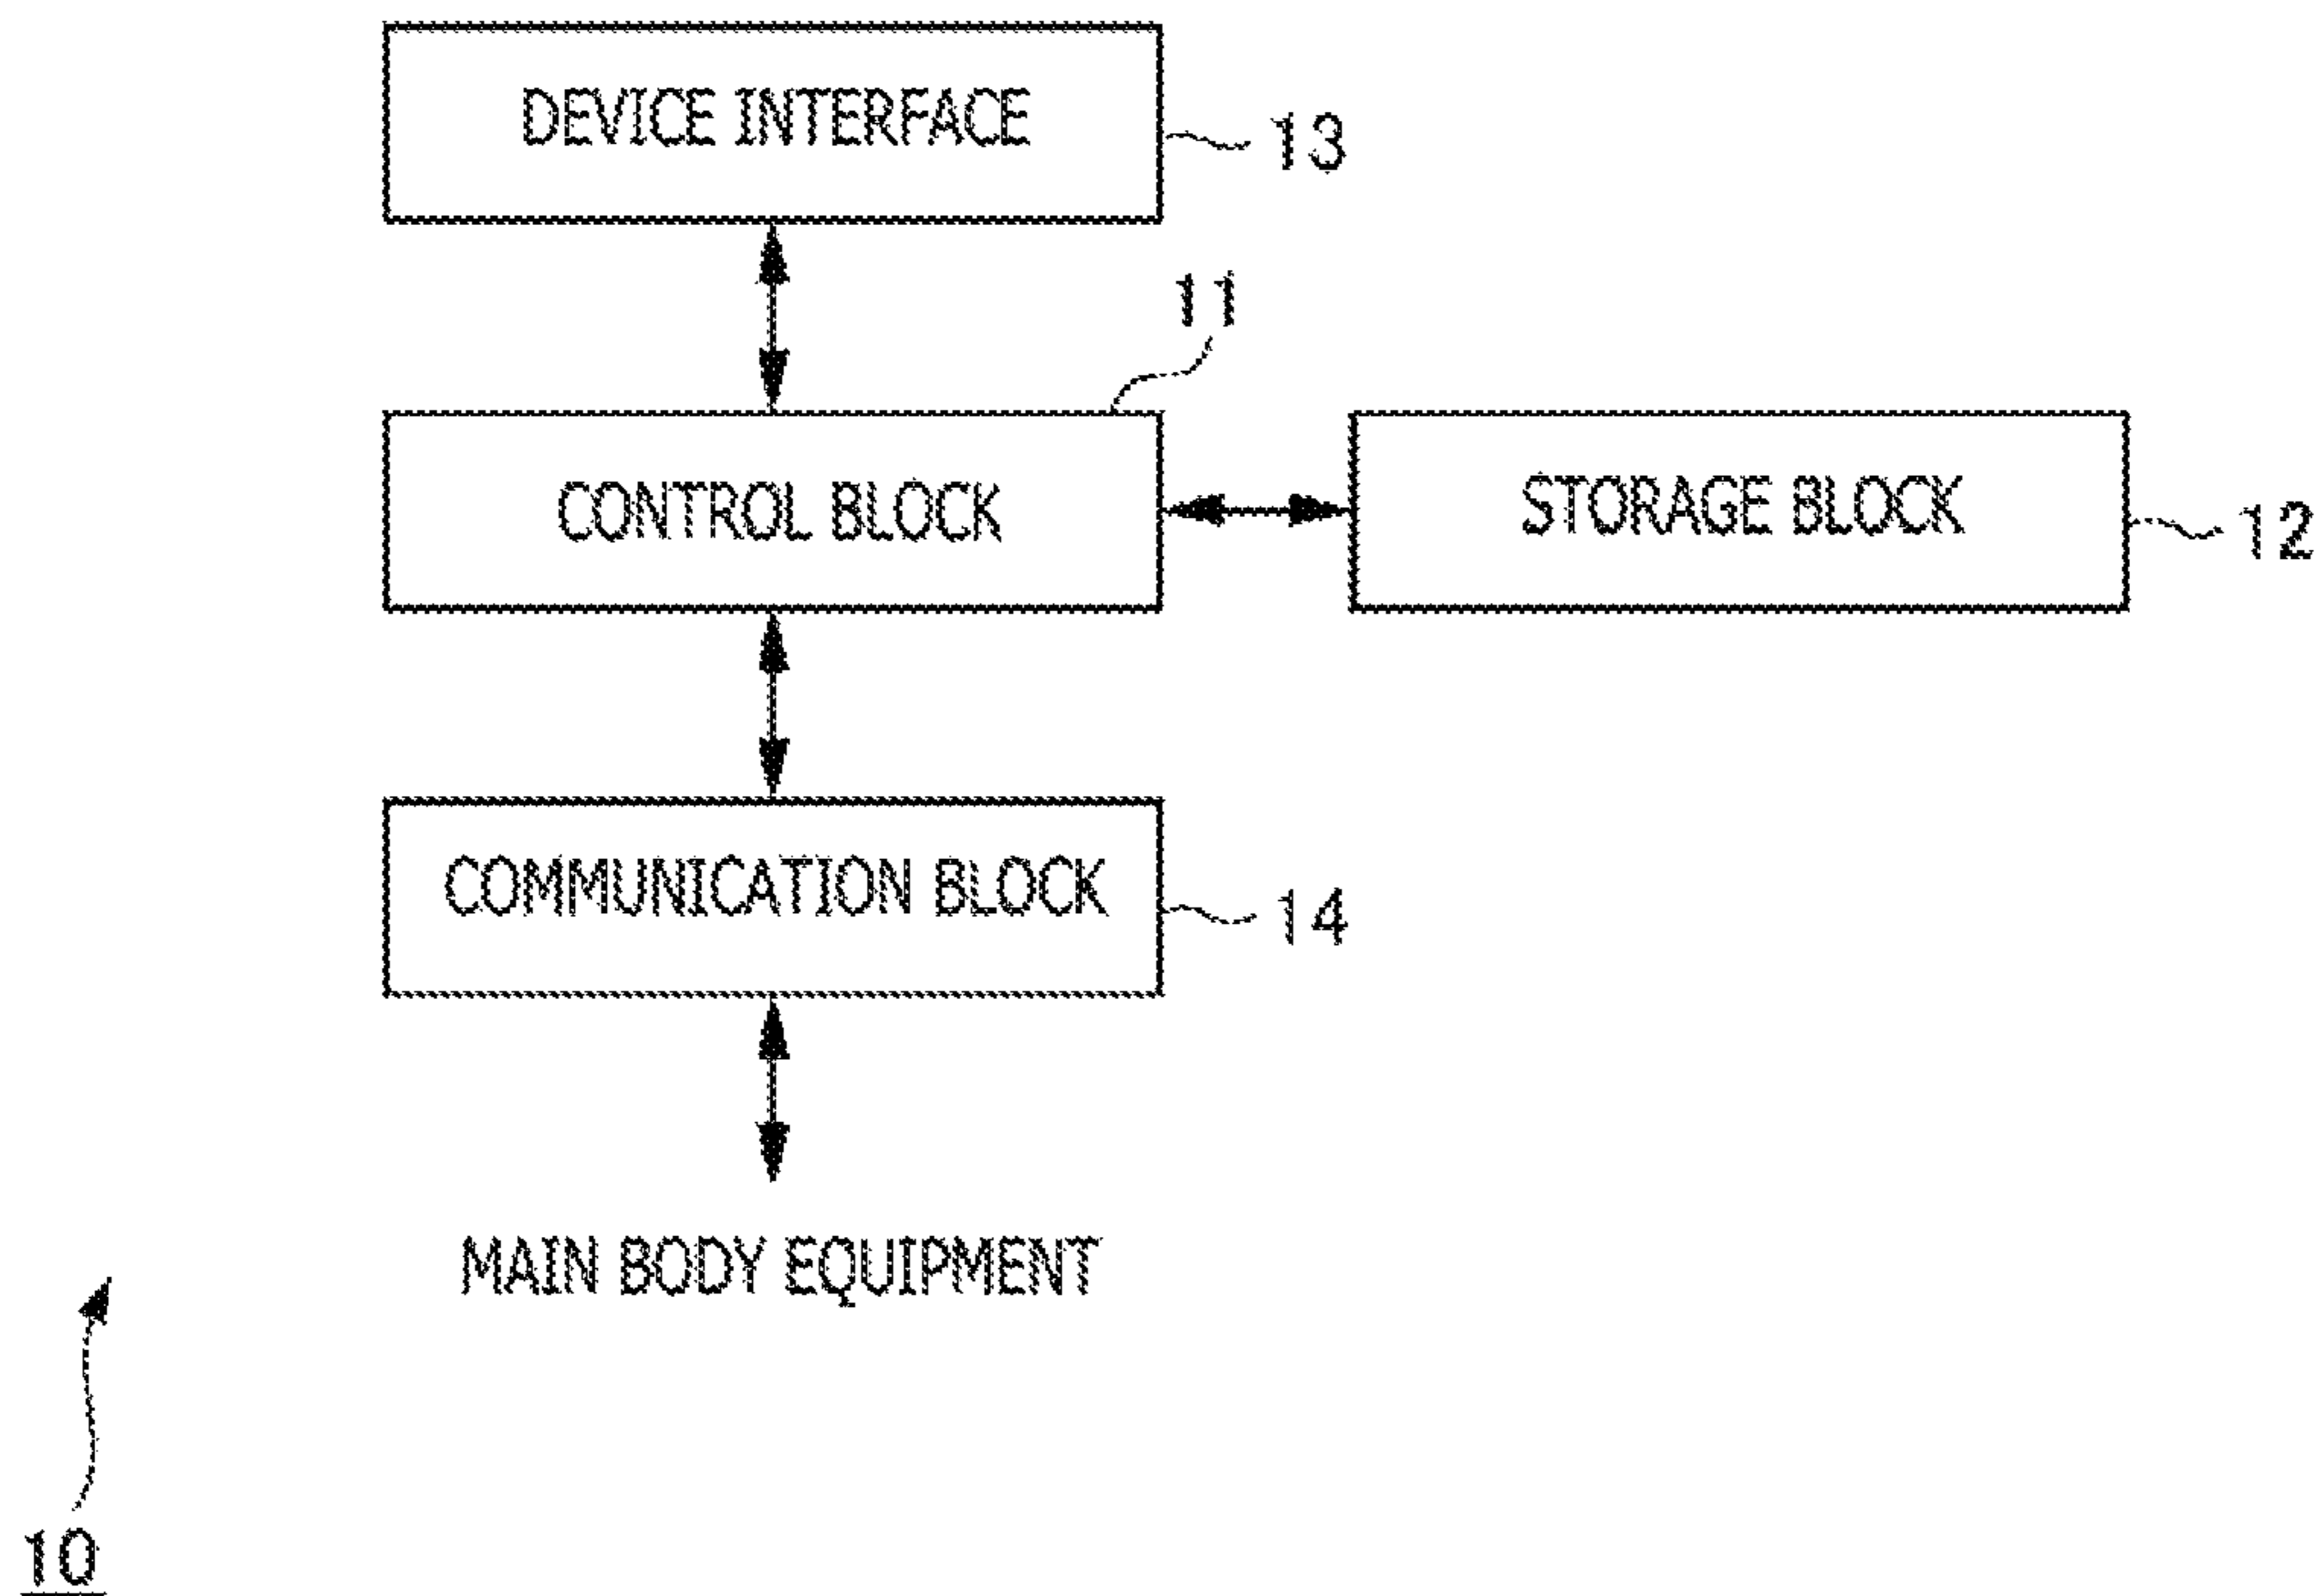 DEVICE INTERFACE
13
11
CONTROL BLOCK
STORAGE BLOCK
12
COMMUNICATION BLOCK
14
MAIN BODY EQUIPMENT
10